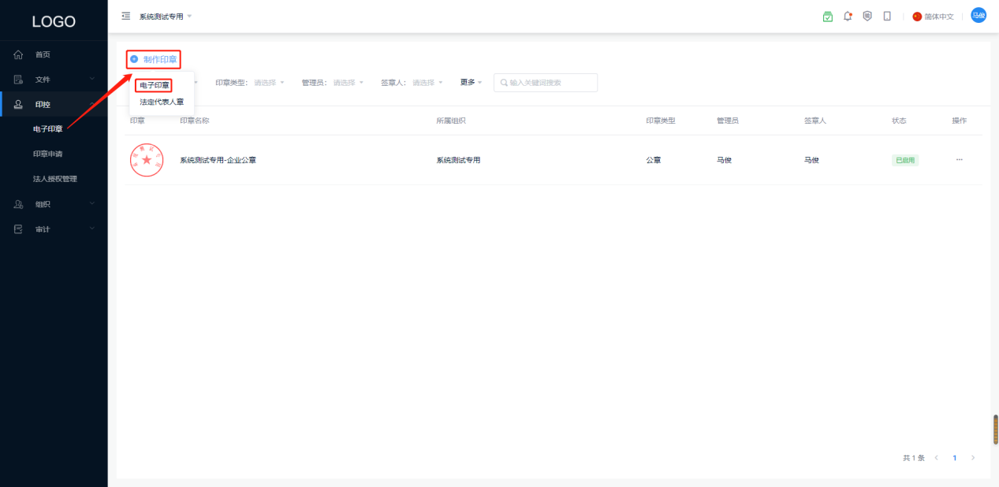 LOGO
系统测试专用
简体中文
马俊
首页
文件
印控
电子印章
印章申请
法人授权管理
组织
审计
制作印章
电子印章
法定代表人章
印章类型： 请选择
管理员： 请选择
签章人： 请选择
更多
输入关键词搜索
印章 印章名称 所属组织 印章类型 管理员 签章人 状态 操作
系统测试专用-企业公章 系统测试专用 公章 马俊 马俊 已启用 ···
共 1 条 1